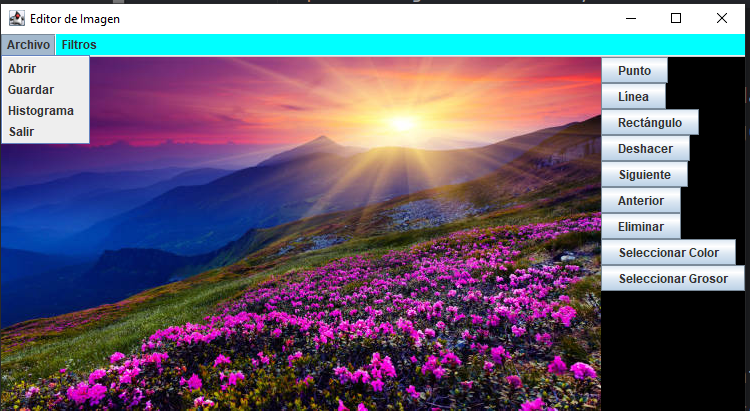 Editor de Imagen
Archivo Filtros
Abrir
Guardar
Histograma
Salir
Punto
Línea
Rectángulo
Deshacer
Siguiente
Anterior
Eliminar
Seleccionar Color
Seleccionar Grosor